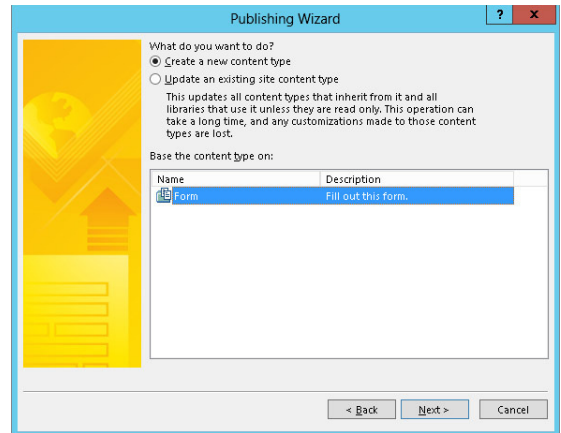 Publishing Wizard
? x
What do you want to do?
Create a new content type
Update an existing site content type
This updates all content types that inherit from it and all
libraries that use it unless they are read only. This operation can
take a long time, and any customizations made to those content
types are lost.
Base the content type on:
Name Description
Form Fill out this form.
< Back Next > Cancel